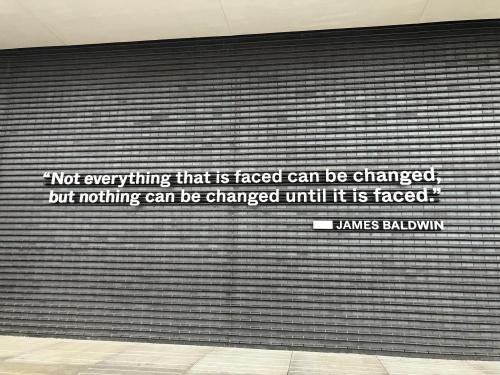 “Not everything that is faced can be changed,
but nothing can be changed until it is faced.”
JAMES BALDWIN